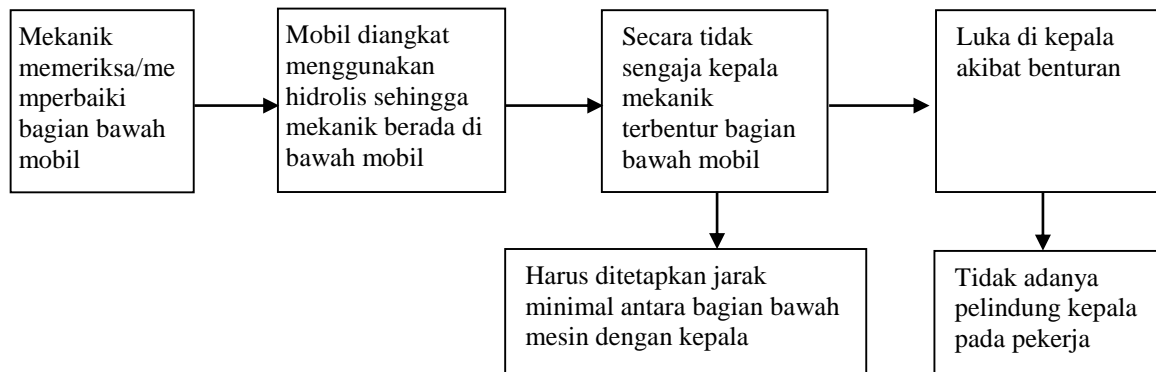 Mekanik
memeriksa/me
mperbaiki
bagian bawah
mobil
Mobil diangkat
menggunakan
hidrolis sehingga
mekanik berada di
bawah mobil
Secara tidak
sengaja kepala
mekanik
terbentur bagian
bawah mobil
Luka di kepala
akibat benturan
Harus ditetapkan jarak
minimal antara bagian bawah
mesin dengan kepala
Tidak adanya
pelindung kepala
pada pekerja